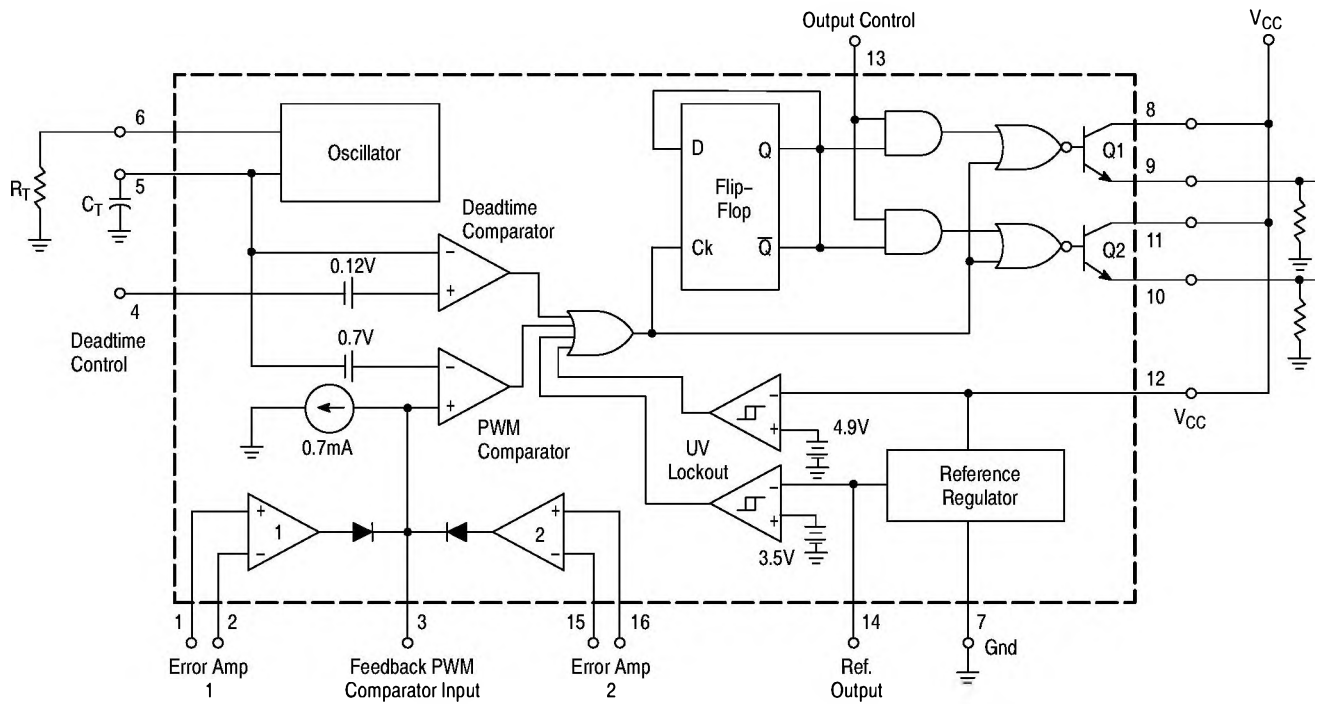 Output Control
13
VCC
6
Oscillator
RT
5
CT
D
Q
Flip–
Flop
Ck
Q̅
Q1
8
9
Q2
11
10
Deadtime
Comparator
0.12V
–
+
4
Deadtime
Control
0.7V
–
+
PWM
Comparator
0.7mA
UV
Lockout
–
+
4.9V
12
VCC
–
+
3.5V
Reference
Regulator
+
–
1
+
–
2
1
2
3
15
16
14
7
Error Amp
1
Feedback PWM
Comparator Input
Error Amp
2
Ref.
Output
Gnd